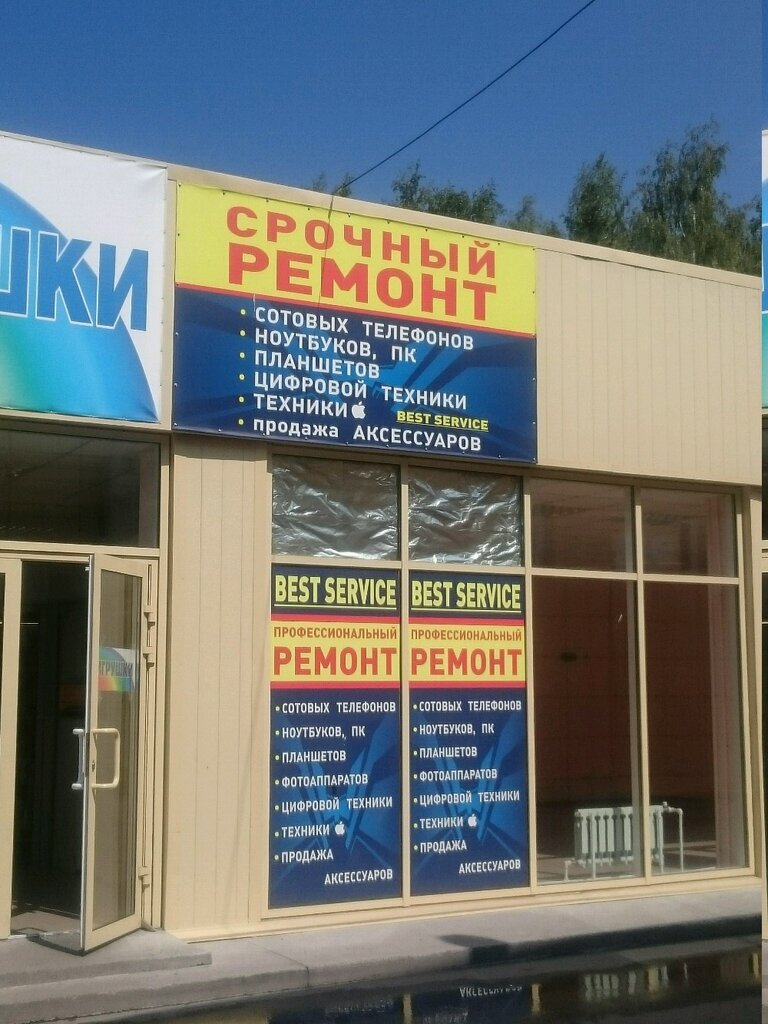 ШКИ
СРОЧНЫЙ
РЕМОНТ
• СОТОВЫХ ТЕЛЕФОНОВ
• НОУТБУКОВ, ПК
• ПЛАНШЕТОВ
• ЦИФРОВОЙ ТЕХНИКИ
• ТЕХНИКИ
BEST SERVICE
• продажа АКСЕССУАРОВ
BEST SERVICE
ПРОФЕССИОНАЛЬНЫЙ
РЕМОНТ
• СОТОВЫХ ТЕЛЕФОНОВ
• НОУТБУКОВ, ПК
• ПЛАНШЕТОВ
• ФОТОАППАРАТОВ
• ЦИФРОВОЙ ТЕХНИКИ
• ТЕХНИКИ
• ПРОДАЖА
АКСЕССУАРОВ
BEST SERVICE
ПРОФЕССИОНАЛЬНЫЙ
РЕМОНТ
• СОТОВЫХ ТЕЛЕФОНОВ
• НОУТБУКОВ, ПК
• ПЛАНШЕТОВ
• ФОТОАППАРАТОВ
• ЦИФРОВОЙ ТЕХНИКИ
• ТЕХНИКИ
• ПРОДАЖА
АКСЕССУАРОВ
ИГРУШКИ